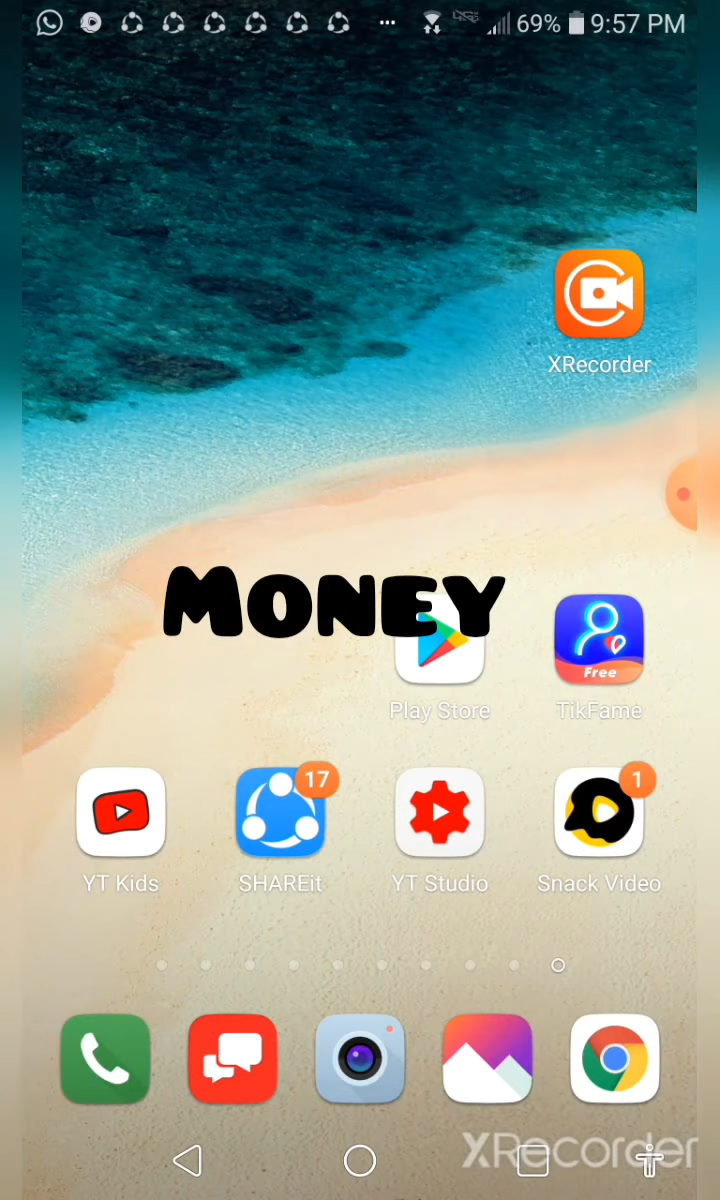 69% 9:57 PM
XRecorder
Money
Free
Play Store
TikFame
17
1
YT Kids
SHAREit
YT Studio
Snack Video
XRecorder